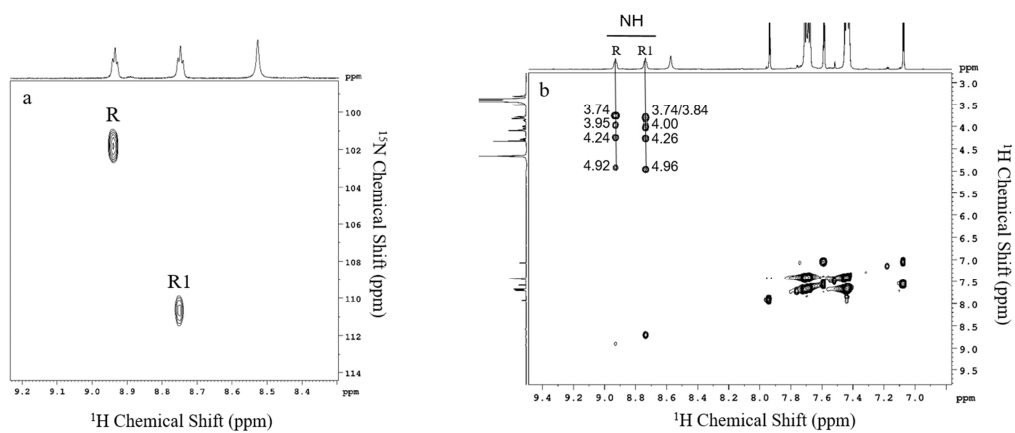 a
R
R1
ppm
100
102
104
106
108
110
112
114
ppm
¹⁵N Chemical Shift (ppm)
9.2 9.1 9.0 8.9 8.8 8.7 8.6 8.5 8.4
¹H Chemical Shift (ppm)
NH
R R1
b
ppm
3.74 3.74/3.84
3.95 4.00
4.24 4.26
4.92 4.96
3.0
3.5
4.0
4.5
5.0
5.5
6.0
6.5
7.0
7.5
8.0
8.5
9.0
9.5
¹H Chemical Shift (ppm)
9.4 9.2 9.0 8.8 8.6 8.4 8.2 8.0 7.8 7.6 7.4 7.2 7.0 ppm
¹H Chemical Shift (ppm)